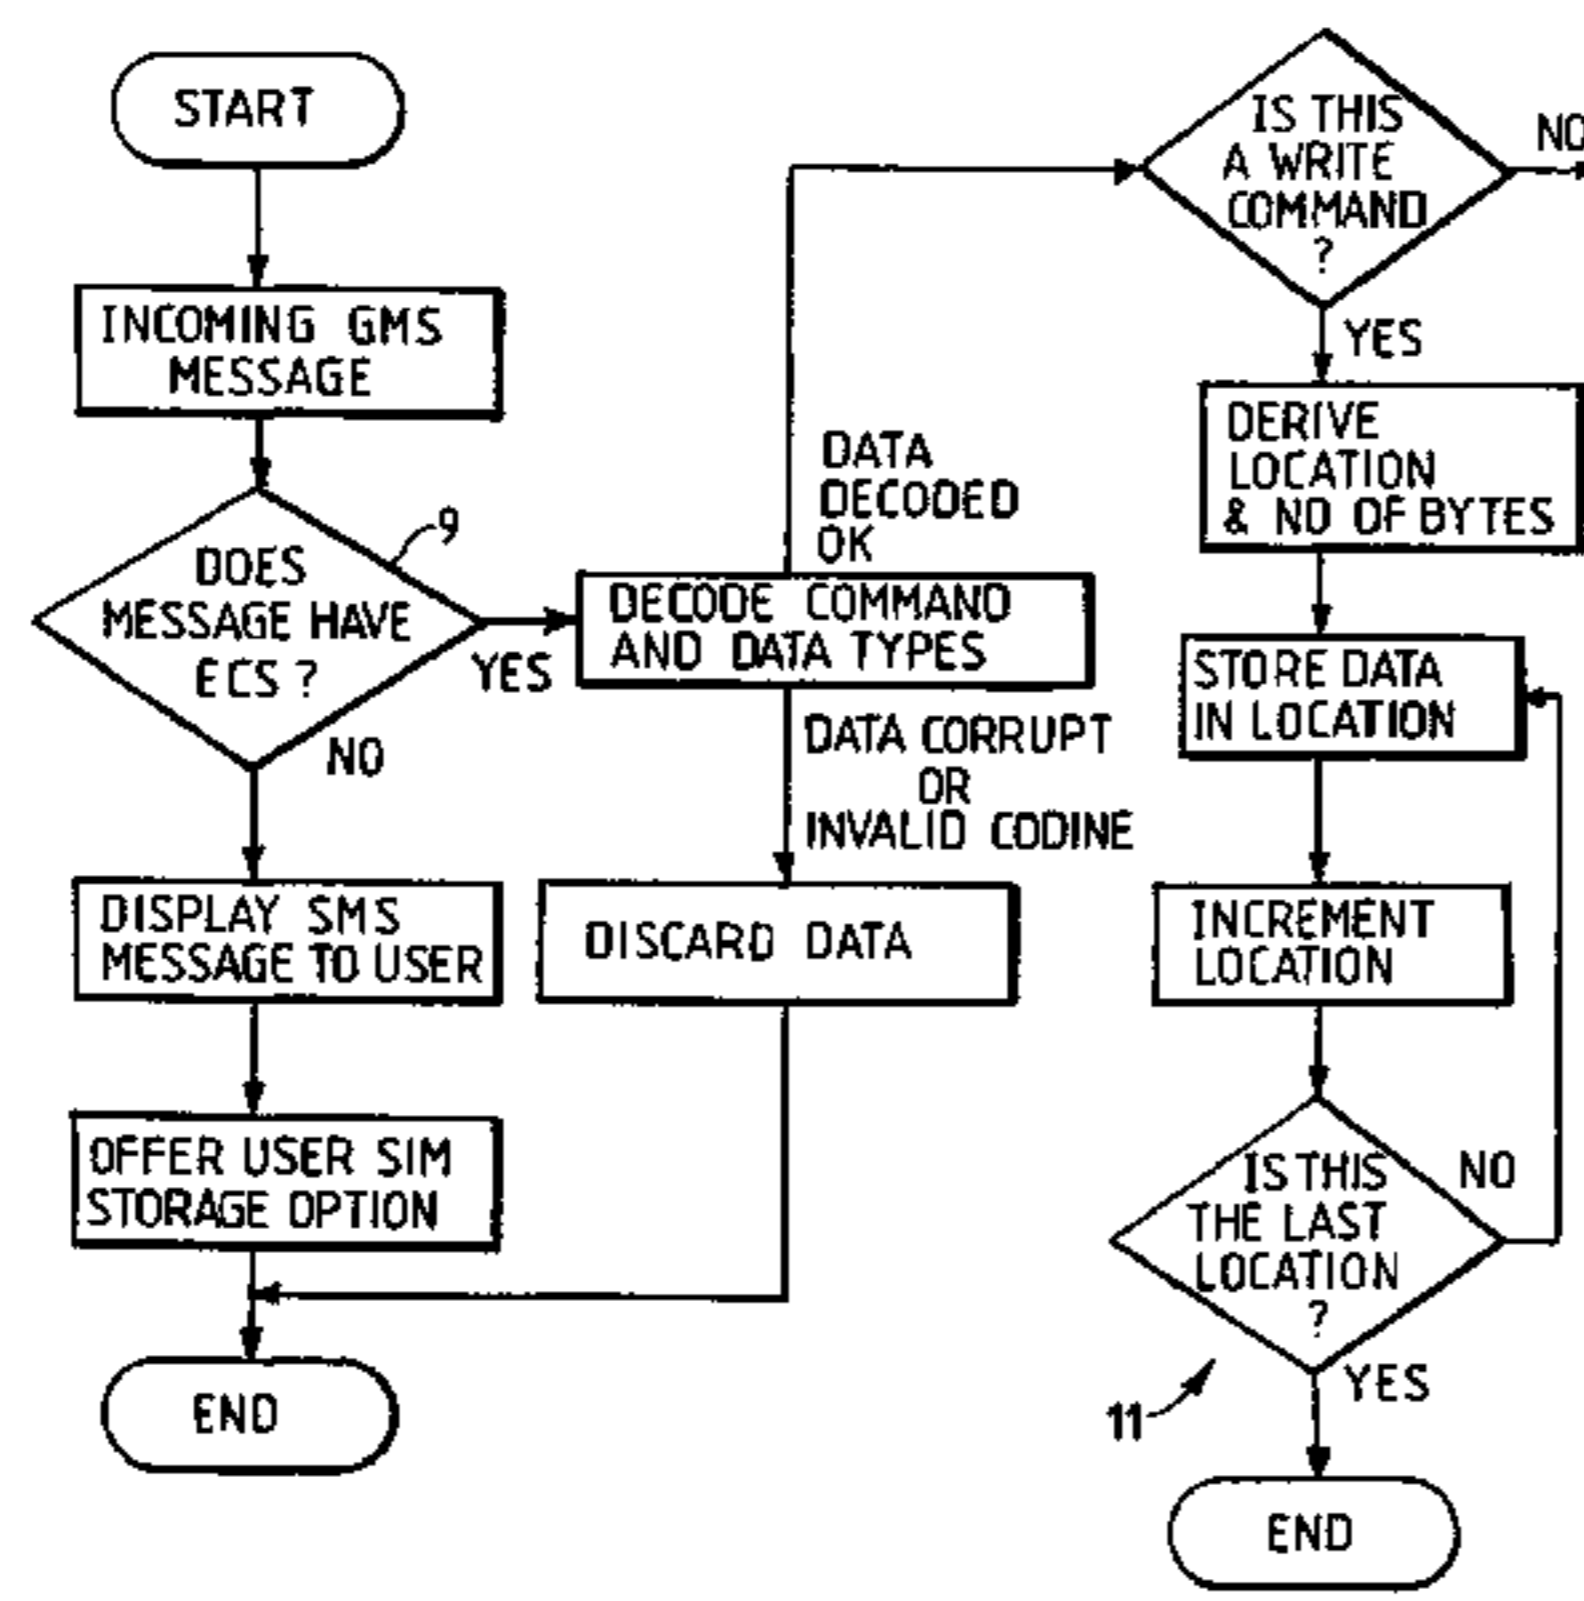 START
INCOMING GMS
MESSAGE
9
DOES
MESSAGE HAVE
ECS ?
YES
NO
DISPLAY SMS
MESSAGE TO USER
OFFER USER SIM
STORAGE OPTION
END
DATA
DECODED
OK
DECODE COMMAND
AND DATA TYPES
DATA CORRUPT
OR
INVALID CODINE
DISCARD DATA
IS THIS
A WRITE
COMMAND
?
NO
YES
DERIVE
LOCATION
& NO OF BYTES
STORE DATA
IN LOCATION
INCREMENT
LOCATION
IS THIS
THE LAST
LOCATION
?
NO
YES
11
END